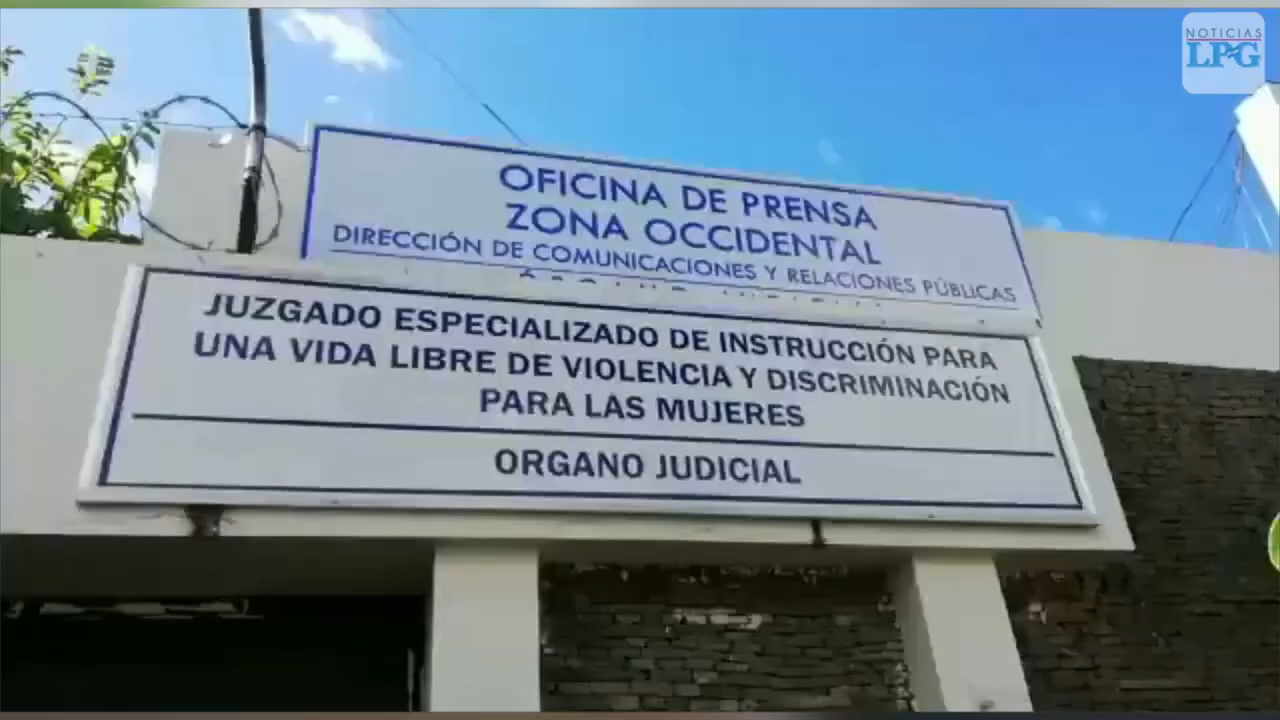 NOTICIAS
LPG
OFICINA DE PRENSA
ZONA OCCIDENTAL
DIRECCIÓN DE COMUNICACIONES Y RELACIONES PÚBLICAS
JUZGADO ESPECIALIZADO DE INSTRUCCIÓN PARA
UNA VIDA LIBRE DE VIOLENCIA Y DISCRIMINACIÓN
PARA LAS MUJERES
ORGANO JUDICIAL